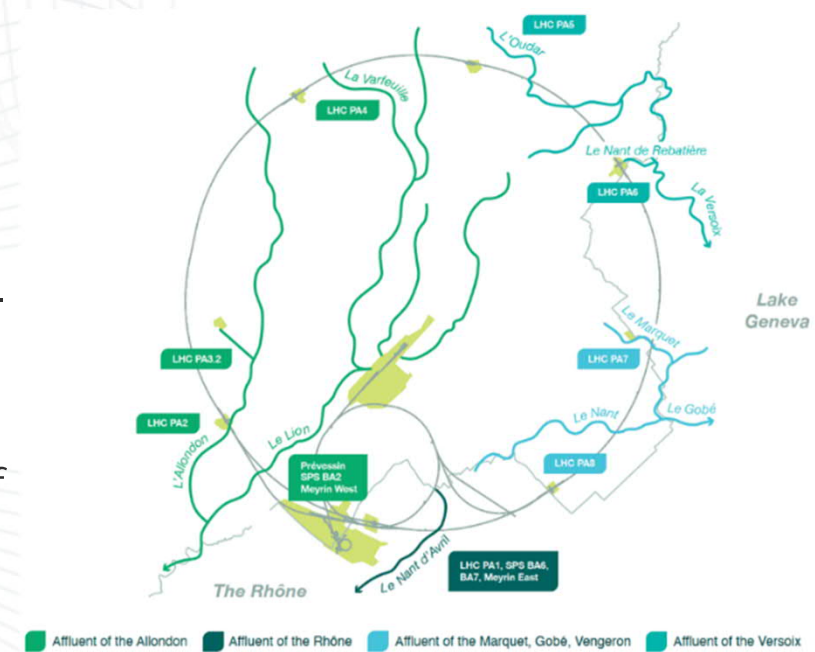 LHC PA5
L'Oudar
La Varfeuille
LHC PA4
Le Nant de Rebatière
LHC PA6
La Versoix
Lake
Geneva
Le Marquet
LHC PA3.2
LHC PA7
LHC PA2
Le Nant
Le Gobé
L'Allondon
Le Lion
Prévessin
SPS BA2
Meyrin West
LHC PA8
Le Nant d'Avril
LHC PA1, SPS BA6,
BA7, Meyrin East
The Rhône
Affluent of the Allondon
Affluent of the Rhône
Affluent of the Marquet, Gobé, Vengeron
Affluent of the Versoix